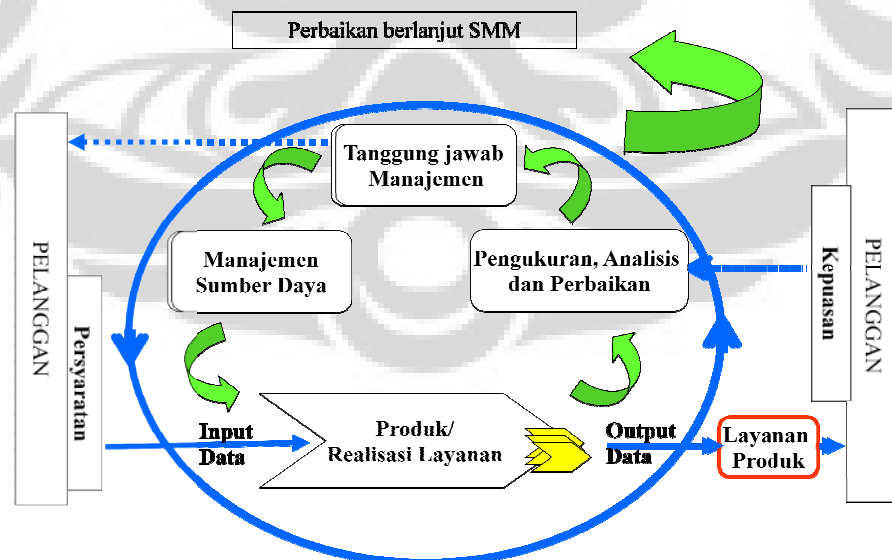 Perbaikan berlanjut SMM
Tanggung jawab
Manajemen
PELANGGAN
Persyaratan
Manajemen
Sumber Daya
Pengukuran, Analisis
dan Perbaikan
Kepuasan
PELANGGAN
Input
Data
Produk/
Realisasi Layanan
Output
Data
Layanan
Produk